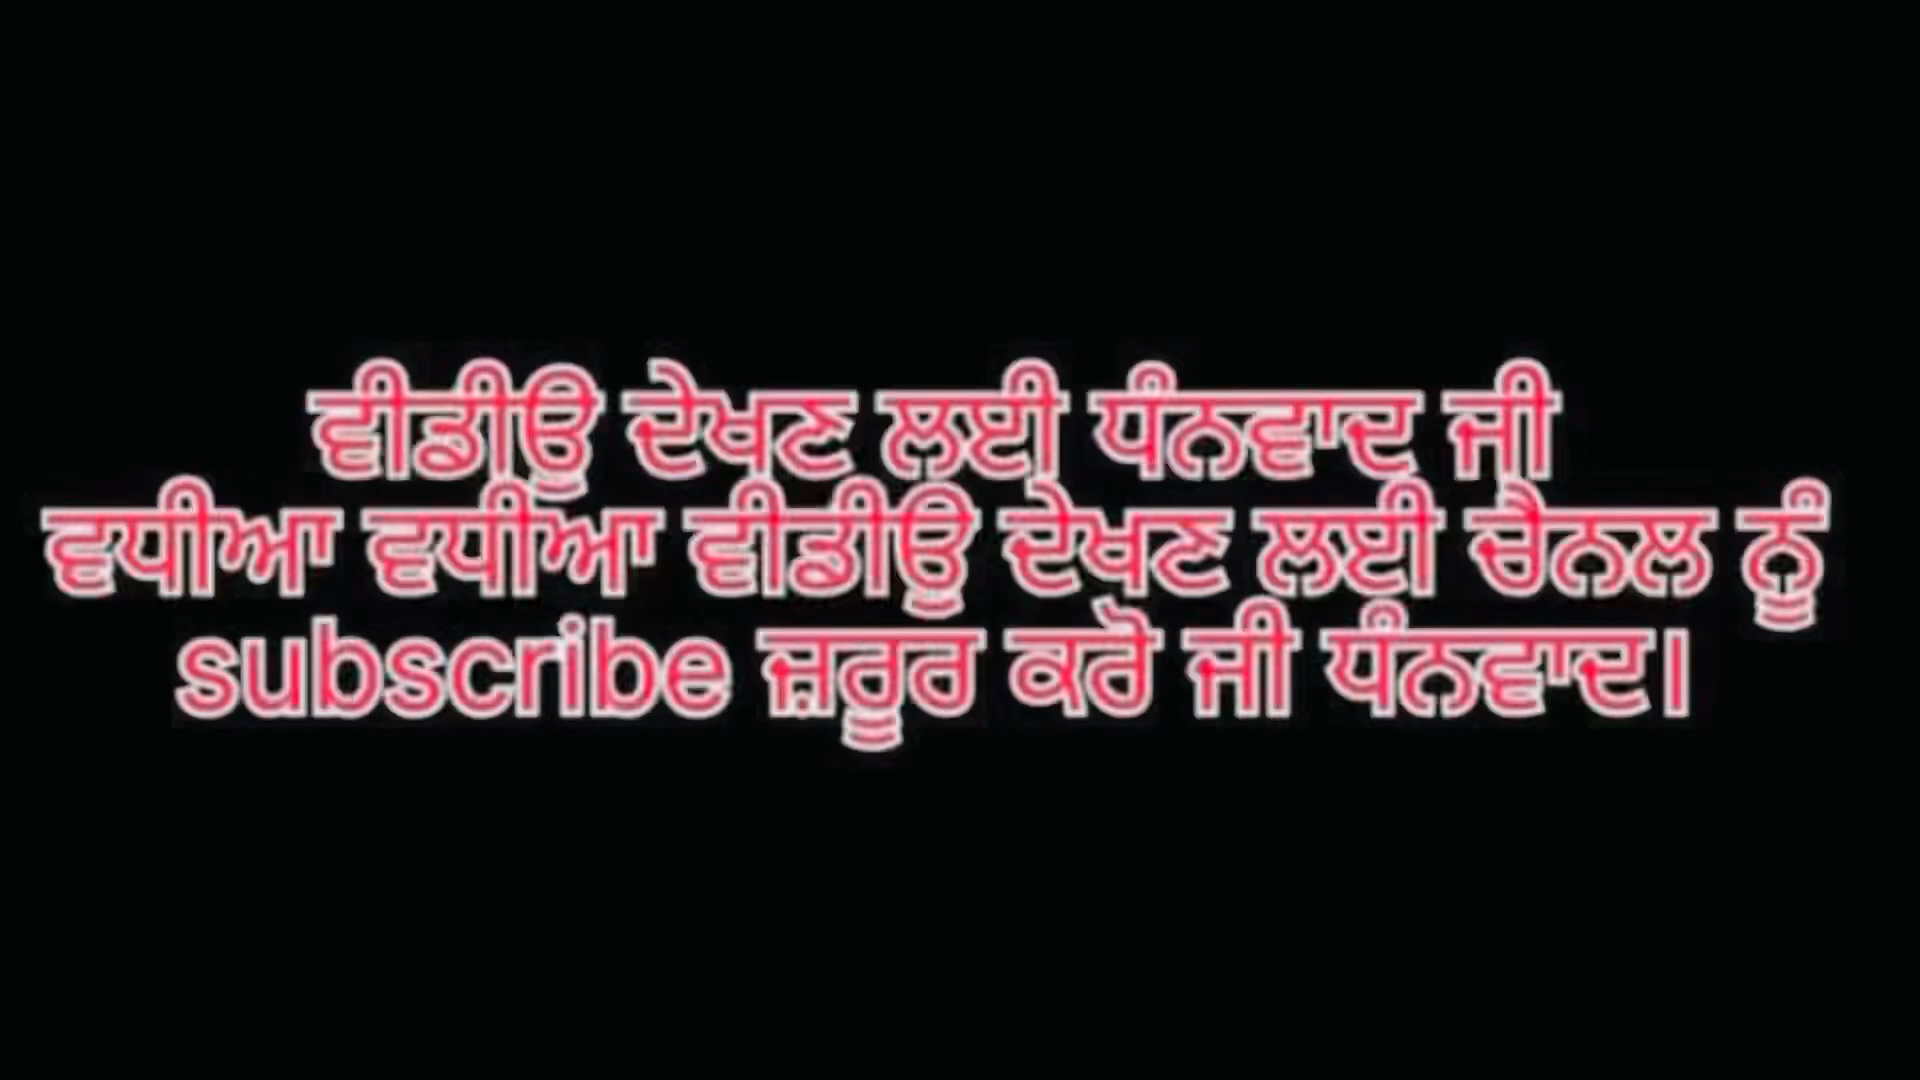 ਵੀਡੀਓ ਦੇਖਣ ਲਈ ਧੰਨਵਾਦ ਜੀ
ਵਧੀਆ ਵਧੀਆ ਵੀਡੀਓ ਦੇਖਣ ਲਈ ਚੈਨਲ ਨੂੰ
subscribe ਜ਼ਰੂਰ ਕਰੋ ਜੀ ਧੰਨਵਾਦ।